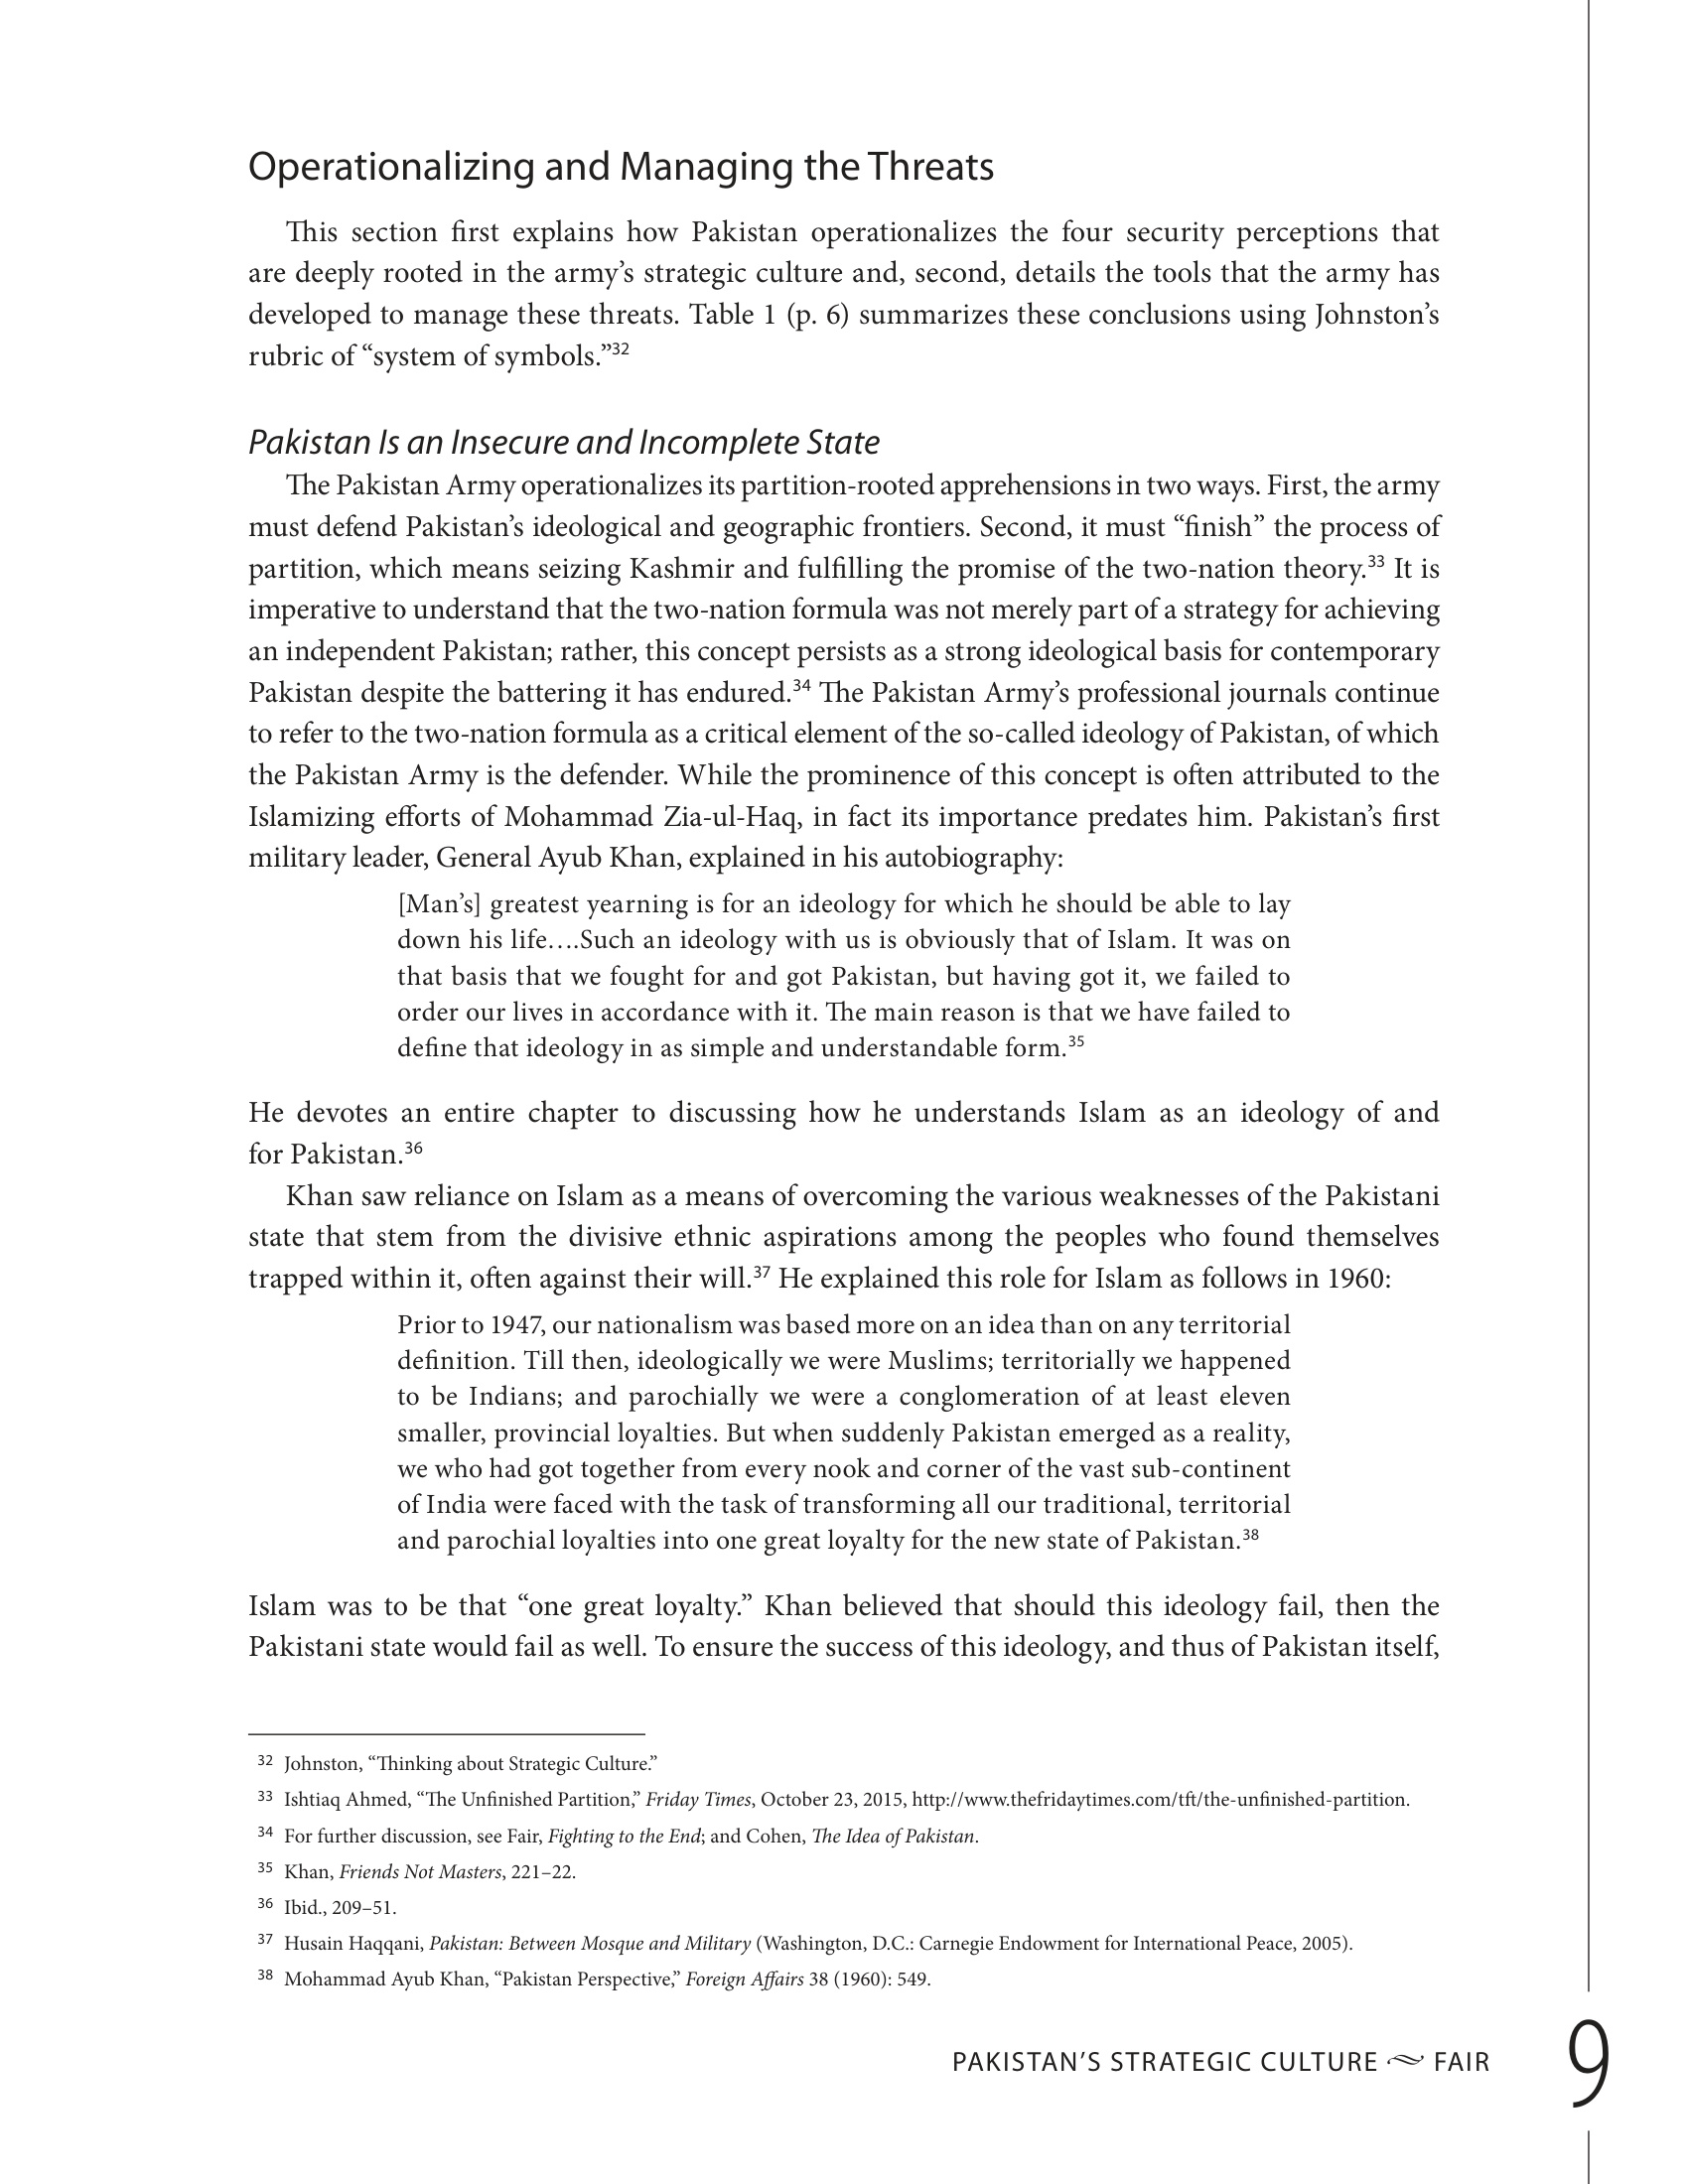 Operationalizing and Managing the Threats
This section first explains how Pakistan operationalizes the four security perceptions that
are deeply rooted in the army’s strategic culture and, second, details the tools that the army has
developed to manage these threats. Table 1 (p. 6) summarizes these conclusions using Johnston’s
rubric of “system of symbols.”32
Pakistan Is an Insecure and Incomplete State
The Pakistan Army operationalizes its partition-rooted apprehensions in two ways. First, the army
must defend Pakistan’s ideological and geographic frontiers. Second, it must “finish” the process of
partition, which means seizing Kashmir and fulfilling the promise of the two-nation theory.33 It is
imperative to understand that the two-nation formula was not merely part of a strategy for achieving
an independent Pakistan; rather, this concept persists as a strong ideological basis for contemporary
Pakistan despite the battering it has endured.34 The Pakistan Army’s professional journals continue
to refer to the two-nation formula as a critical element of the so-called ideology of Pakistan, of which
the Pakistan Army is the defender. While the prominence of this concept is often attributed to the
Islamizing efforts of Mohammad Zia-ul-Haq, in fact its importance predates him. Pakistan’s first
military leader, General Ayub Khan, explained in his autobiography:
[Man’s] greatest yearning is for an ideology for which he should be able to lay
down his life….Such an ideology with us is obviously that of Islam. It was on
that basis that we fought for and got Pakistan, but having got it, we failed to
order our lives in accordance with it. The main reason is that we have failed to
define that ideology in as simple and understandable form.35
He devotes an entire chapter to discussing how he understands Islam as an ideology of and
for Pakistan.36
Khan saw reliance on Islam as a means of overcoming the various weaknesses of the Pakistani
state that stem from the divisive ethnic aspirations among the peoples who found themselves
trapped within it, often against their will.37 He explained this role for Islam as follows in 1960:
Prior to 1947, our nationalism was based more on an idea than on any territorial
definition. Till then, ideologically we were Muslims; territorially we happened
to be Indians; and parochially we were a conglomeration of at least eleven
smaller, provincial loyalties. But when suddenly Pakistan emerged as a reality,
we who had got together from every nook and corner of the vast sub-continent
of India were faced with the task of transforming all our traditional, territorial
and parochial loyalties into one great loyalty for the new state of Pakistan.38
Islam was to be that “one great loyalty.” Khan believed that should this ideology fail, then the
Pakistani state would fail as well. To ensure the success of this ideology, and thus of Pakistan itself,
32 Johnston, “Thinking about Strategic Culture.”
33 Ishtiaq Ahmed, “The Unfinished Partition,” Friday Times, October 23, 2015, http://www.thefridaytimes.com/tft/the-unfinished-partition.
34 For further discussion, see Fair, Fighting to the End; and Cohen, The Idea of Pakistan.
35 Khan, Friends Not Masters, 221–22.
36 Ibid., 209–51.
37 Husain Haqqani, Pakistan: Between Mosque and Military (Washington, D.C.: Carnegie Endowment for International Peace, 2005).
38 Mohammad Ayub Khan, “Pakistan Perspective,” Foreign Affairs 38 (1960): 549.
PAKISTAN’S STRATEGIC CULTURE ~ FAIR
9